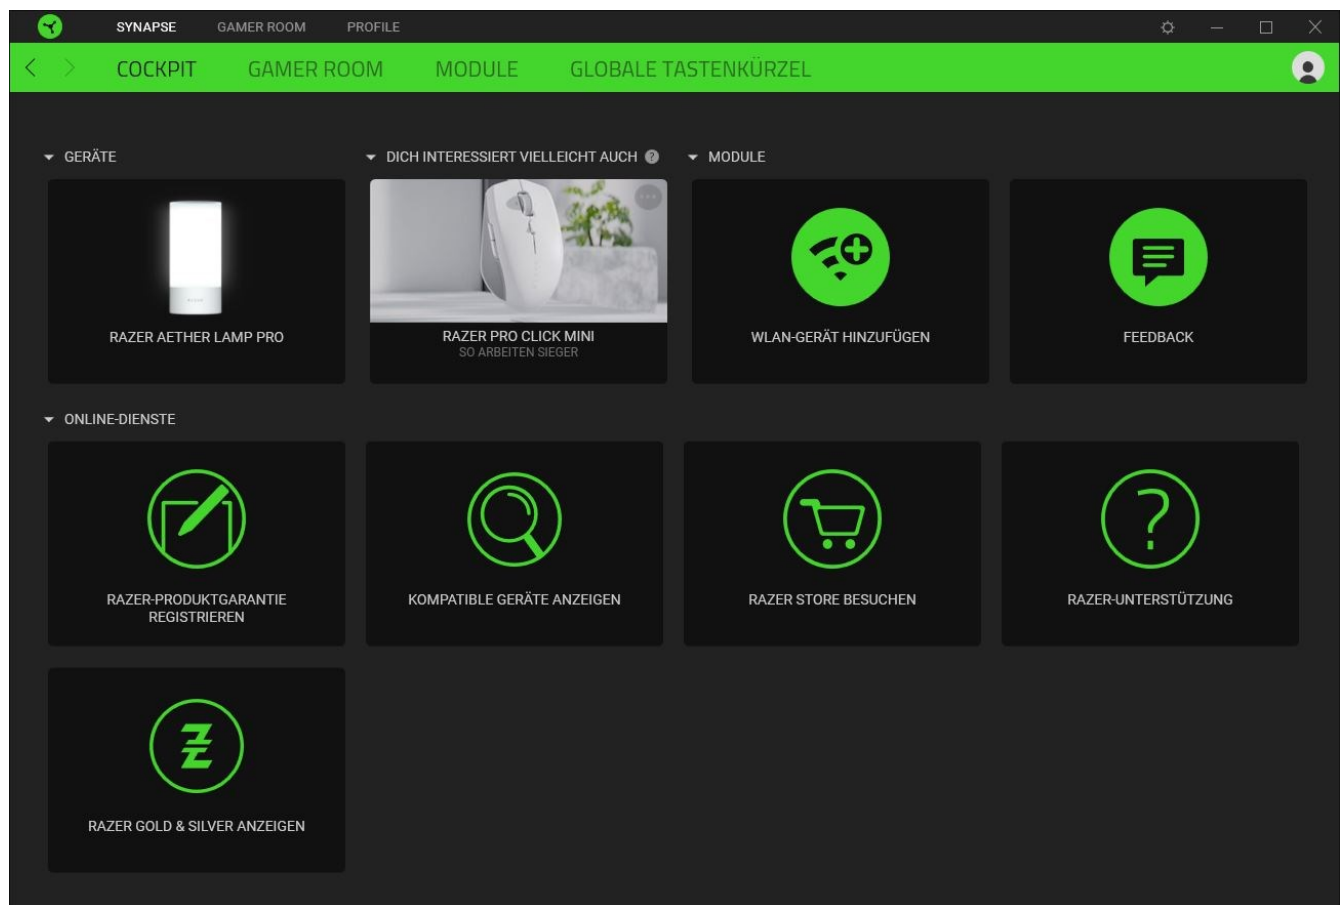 SYNAPSE GAMER ROOM PROFILE
COCKPIT GAMER ROOM MODULE GLOBALE TASTENKÜRZEL
GERÄTE
RAZER
RAZER AETHER LAMP PRO
DICH INTERESSIERT VIELLEICHT AUCH ?
RAZER PRO CLICK MINI
SO ARBEITEN SIEGER
MODULE
WLAN-GERÄT HINZUFÜGEN
FEEDBACK
ONLINE-DIENSTE
RAZER-PRODUKTGARANTIE
REGISTRIEREN
KOMPATIBLE GERÄTE ANZEIGEN
RAZER STORE BESUCHEN
?
RAZER-UNTERSTÜTZUNG
RAZER GOLD & SILVER ANZEIGEN